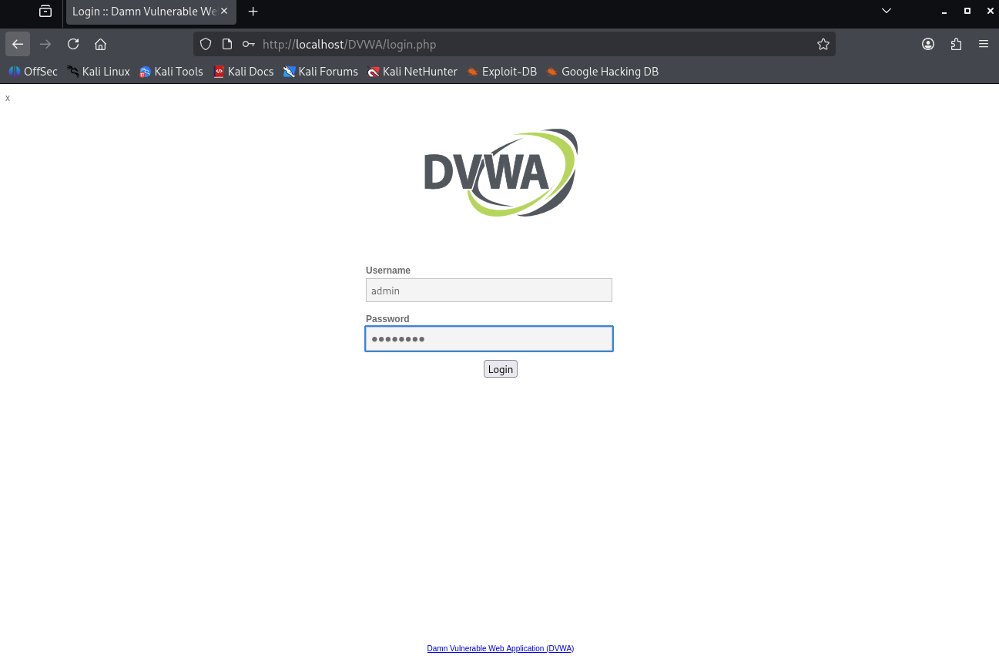 Login :: Damn Vulnerable We
http://localhost/DVWA/login.php
OffSec Kali Linux Kali Tools Kali Docs Kali Forums Kali NetHunter Exploit-DB Google Hacking DB
x
DVWA
Username
admin
Password
••••••••
Login
Damn Vulnerable Web Application (DVWA)